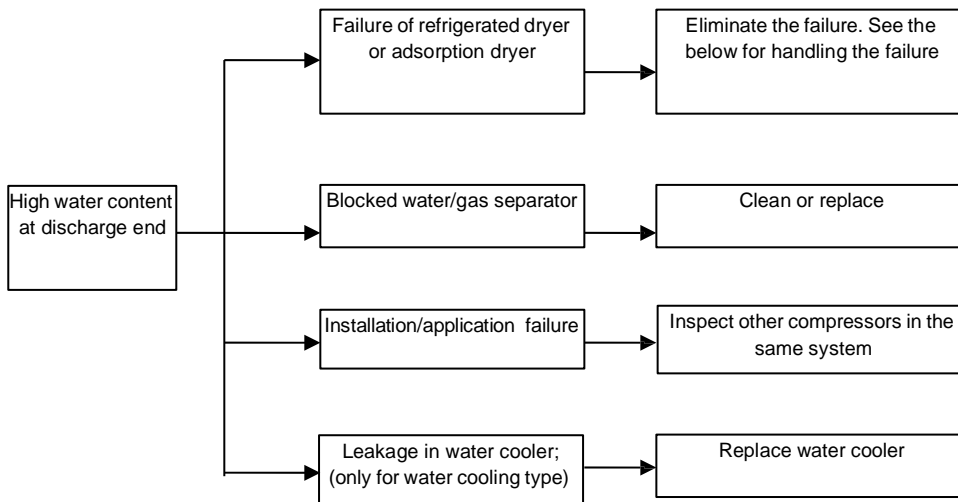 Failure of refrigerated dryer
or adsorption dryer
Eliminate the failure. See the
below for handling the failure
High water content
at discharge end
Blocked water/gas separator
Clean or replace
Installation/application failure
Inspect other compressors in the
same system
Leakage in water cooler;
(only for water cooling type)
Replace water cooler